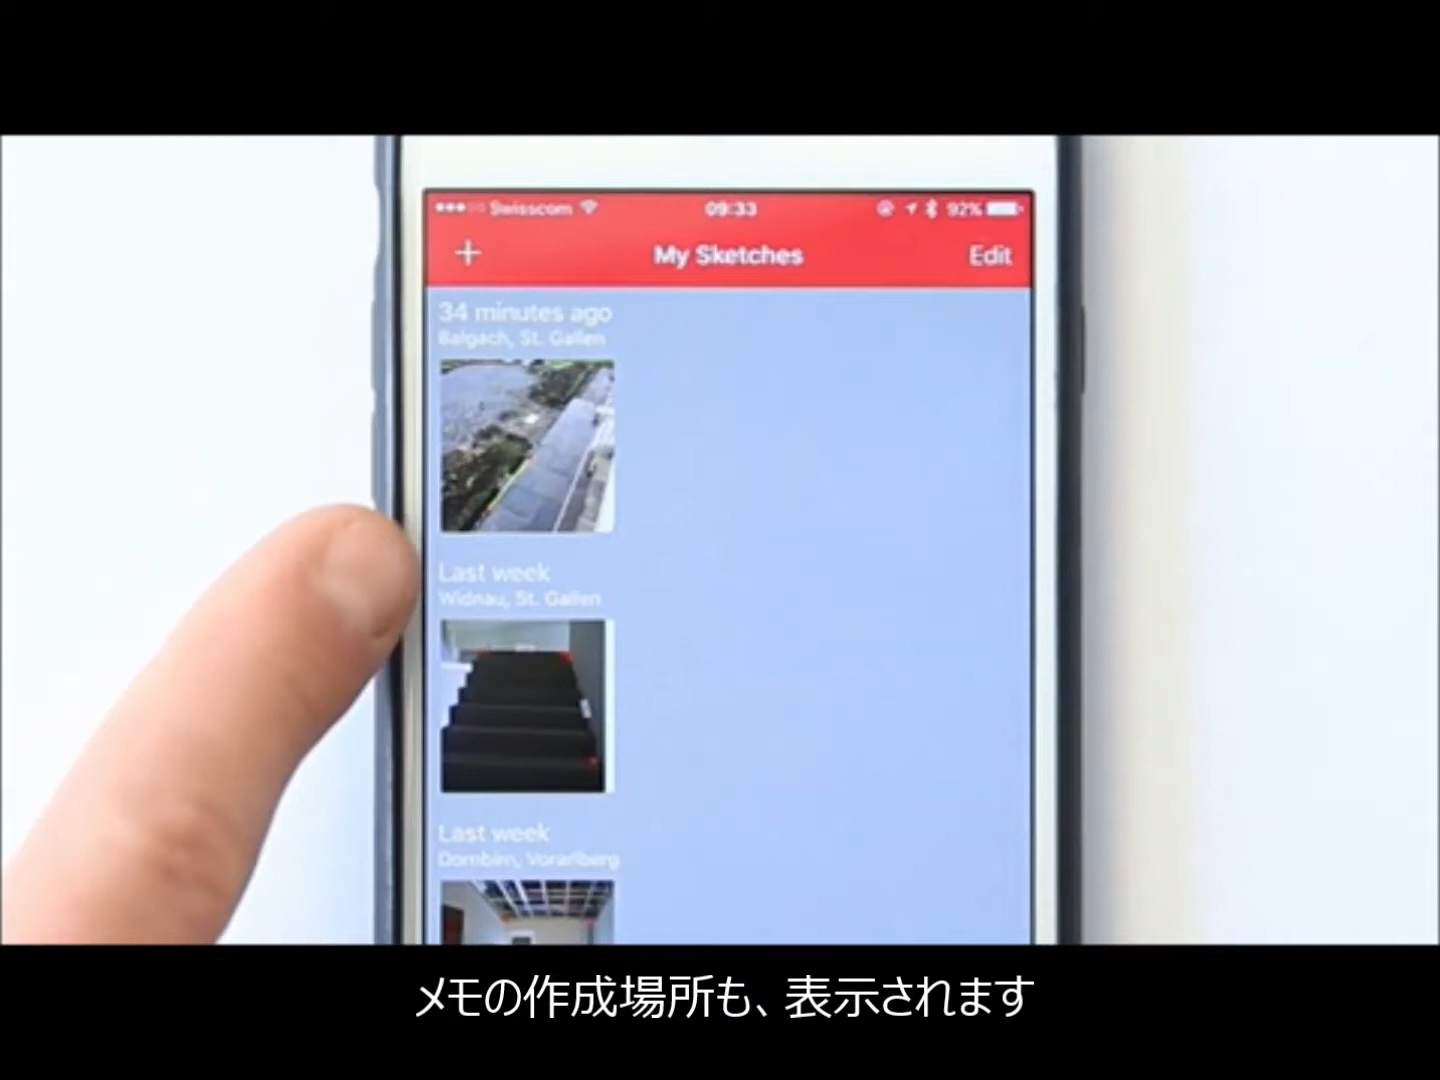 Swisscom 09:33 92%
+ My Sketches Edit
34 minutes ago
Balgach, St. Gallen
Last week
Widnau, St. Gallen
Last week
Dornbirn, Vorarlberg
メモの作成場所も、表示されます